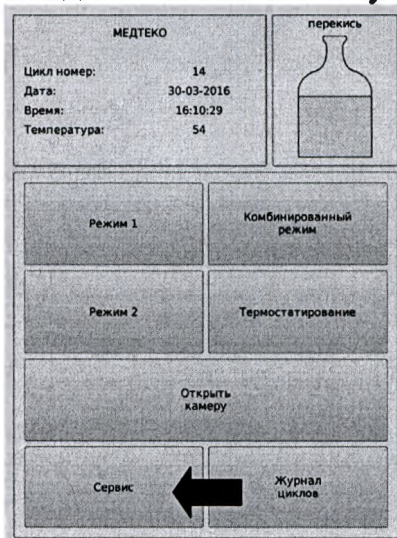 МЕДТЕКО
Цикл номер: 14
Дата: 30-03-2016
Время: 16:10:29
Температура: 54
перекись
Режим 1
Комбинированный
режим
Режим 2
Термостатирование
Открыть
камеру
Сервис
Журнал
циклов